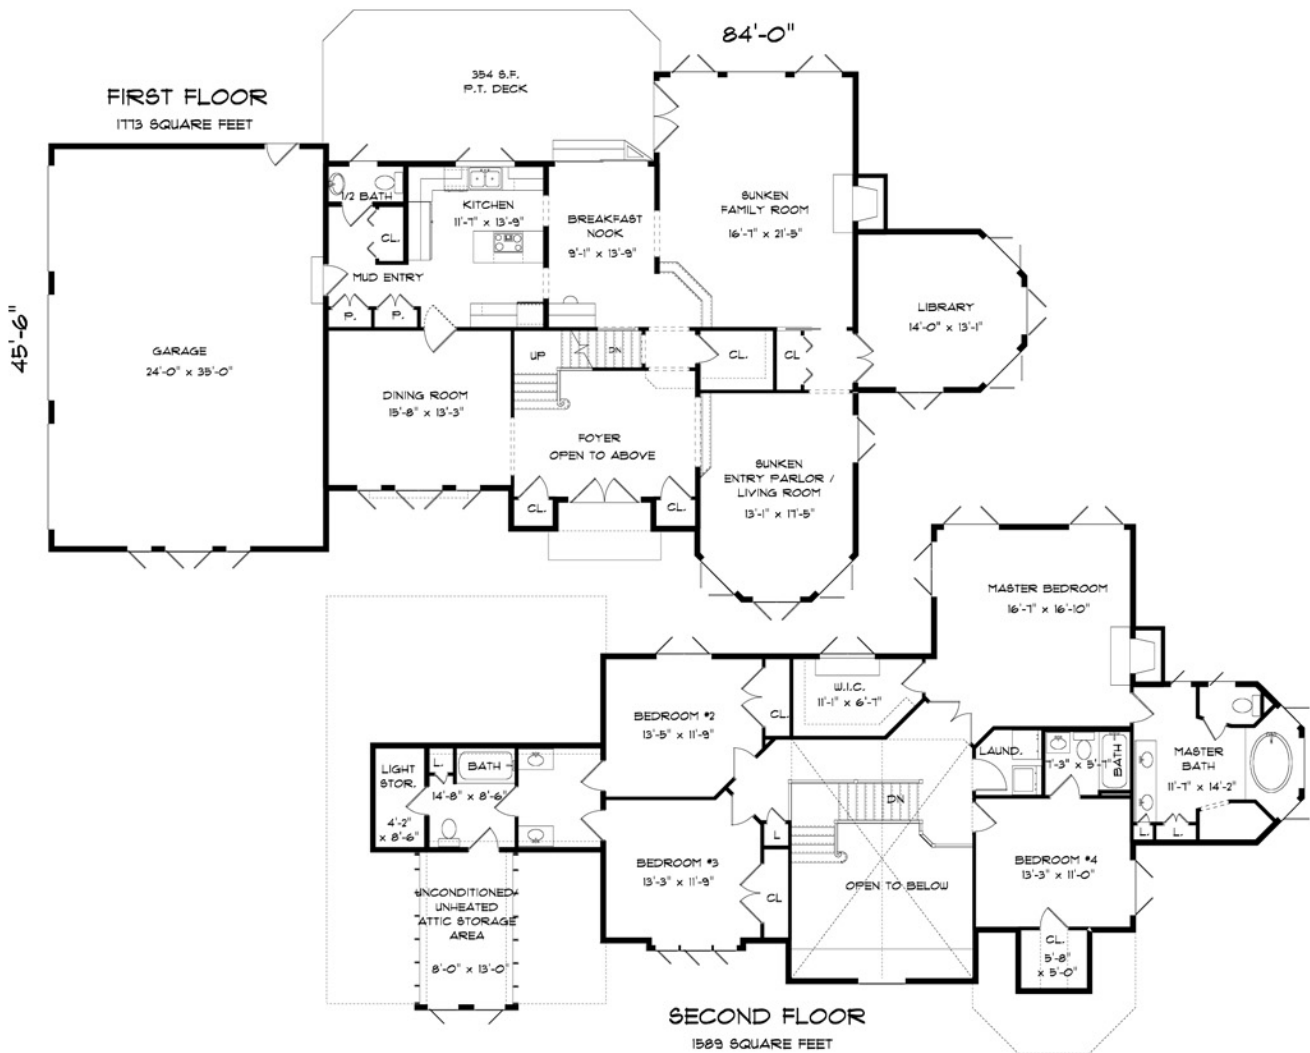 84'-0"
FIRST FLOOR
1773 SQUARE FEET
354 S.F.
P.T. DECK
45'-6"
GARAGE
24'-0" x 35'-0"
1/2 BATH
CL.
MUD ENTRY
P.
P.
KITCHEN
11'-7" x 13'-9"
BREAKFAST
NOOK
9'-1" x 13'-9"
SUNKEN
FAMILY ROOM
16'-7" x 21'-5"
LIBRARY
14'-0" x 13'-1"
DINING ROOM
15'-8" x 13'-3"
UP
DN
CL.
CL
FOYER
OPEN TO ABOVE
CL.
CL.
SUNKEN
ENTRY PARLOR /
LIVING ROOM
13'-1" x 17'-5"
MASTER BEDROOM
16'-7" x 16'-10"
W.I.C.
11'-1" x 6'-7"
BEDROOM #2
13'-5" x 11'-9"
CL.
LAUND.
7'-3" x 5'-7"
BATH
MASTER
BATH
11'-7" x 14'-2"
L.
L.
LIGHT
STOR.
4'-2"
x 8'-6"
L.
BATH
14'-8" x 8'-6"
DN
L
BEDROOM #3
13'-3" x 11'-9"
CL
OPEN TO BELOW
BEDROOM #4
13'-3" x 11'-0"
CL.
5'-8"
x 5'-0"
UNCONDITIONED/
UNHEATED
ATTIC STORAGE
AREA
8'-0" x 13'-0"
SECOND FLOOR
1589 SQUARE FEET